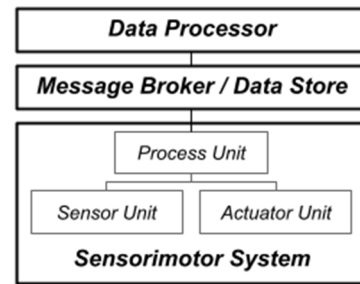 Data Processor
Message Broker / Data Store
Process Unit
Sensor Unit
Actuator Unit
Sensorimotor System